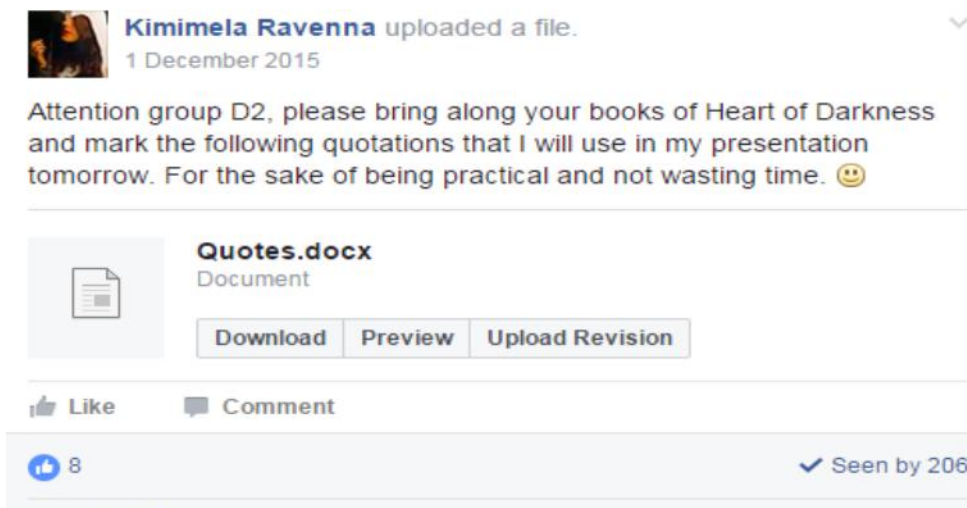 Kimimela Ravenna uploaded a file.
1 December 2015
Attention group D2, please bring along your books of Heart of Darkness
and mark the following quotations that I will use in my presentation
tomorrow. For the sake of being practical and not wasting time.
Quotes.docx
Document
Download Preview Upload Revision
Like Comment
8 Seen by 206